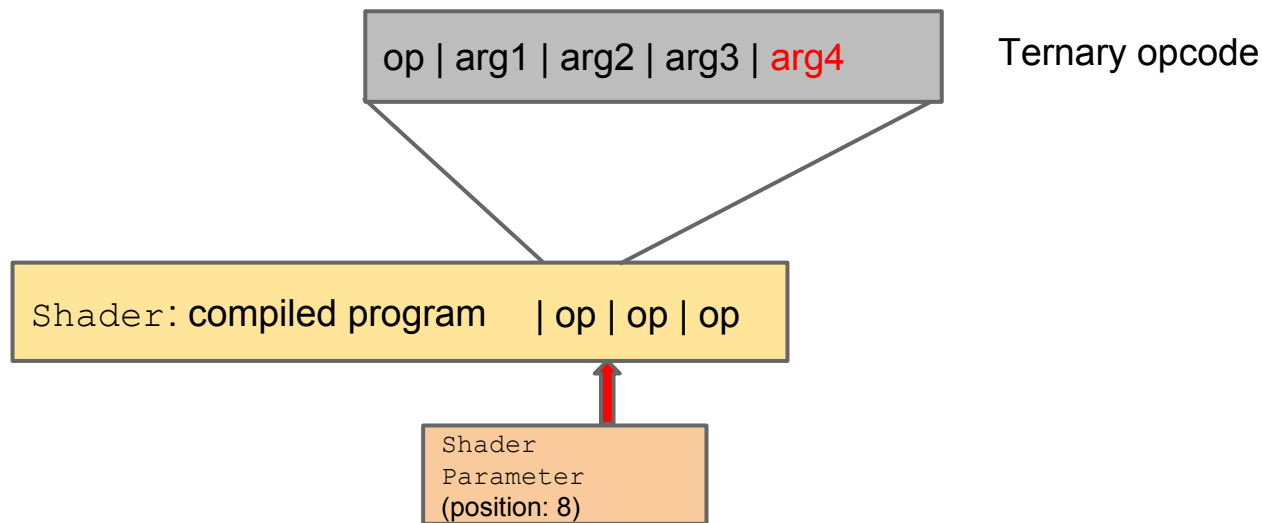 op | arg1 | arg2 | arg3 | arg4
Ternary opcode
Shader: compiled program | op | op | op
Shader
Parameter
(position: 8)